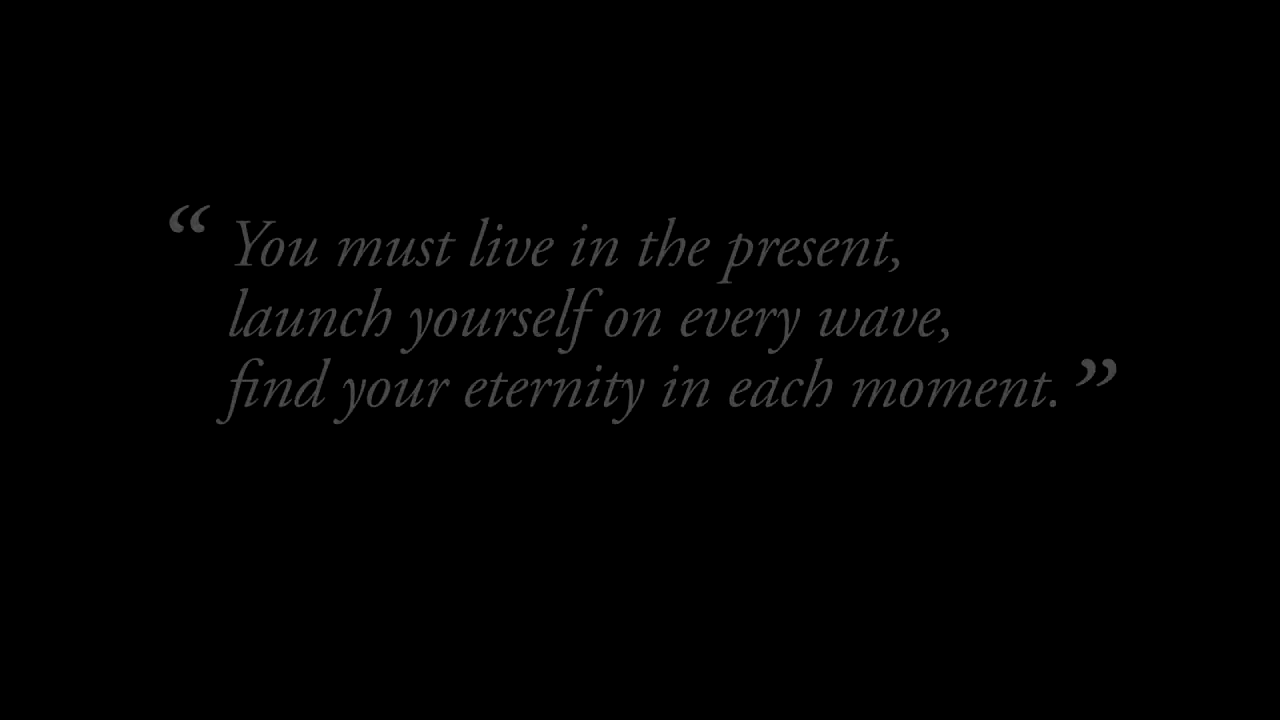 “ You must live in the present,
launch yourself on every wave,
find your eternity in each moment. ”